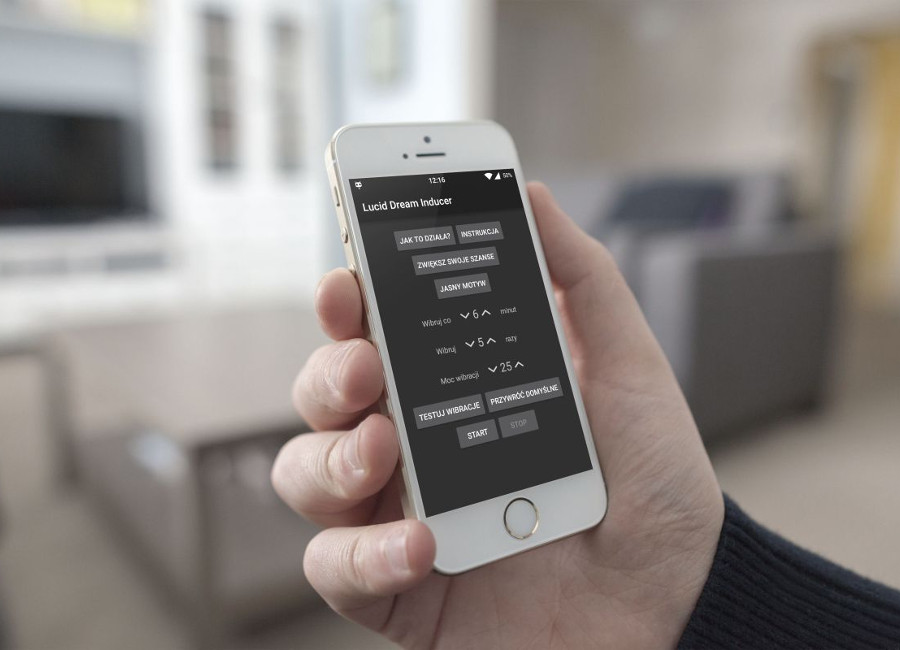 12:16
50%
Lucid Dream Inducer
JAK TO DZIAŁA? INSTRUKCJA
ZWIĘKSZ SWOJE SZANSE
JASNY MOTYW
Wibruj co 6 minut
Wibruj 5 razy
Moc wibracji 25
TESTUJ WIBRACJE PRZYWRÓĆ DOMYŚLNE
START STOP